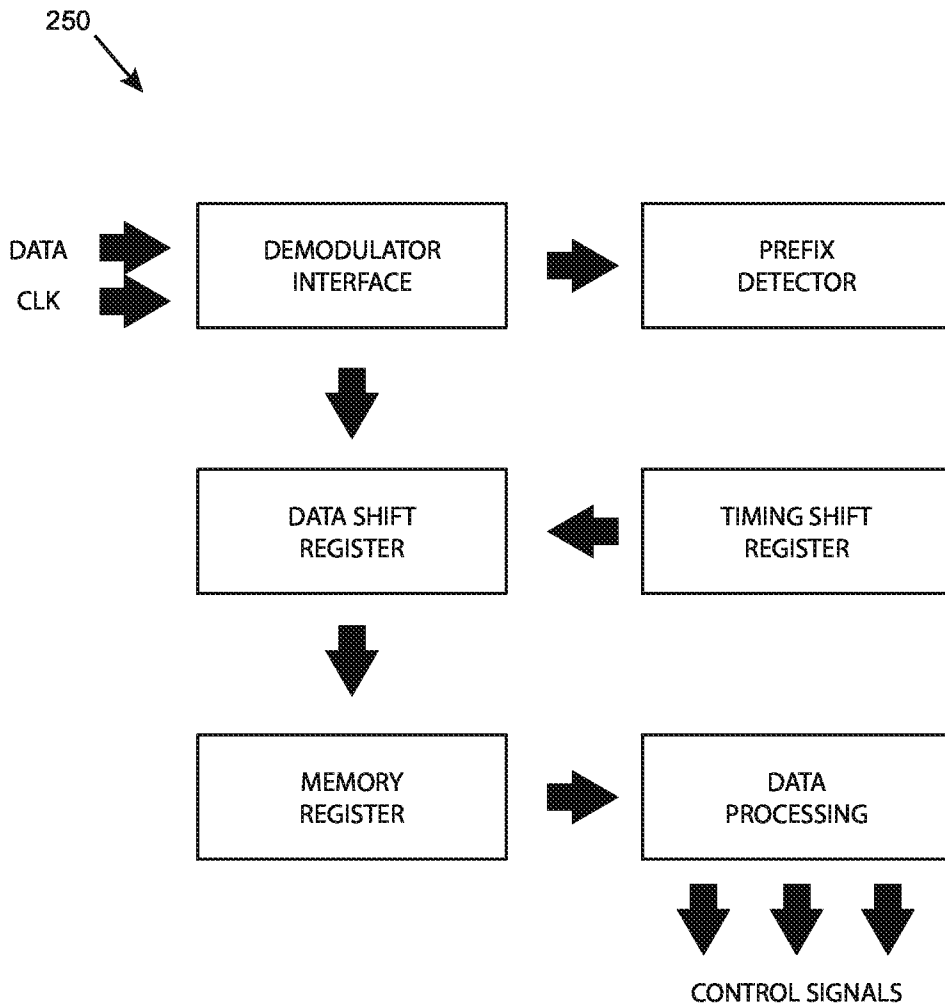 250
DATA
CLK
DEMODULATOR
INTERFACE
PREFIX
DETECTOR
DATA SHIFT
REGISTER
TIMING SHIFT
REGISTER
MEMORY
REGISTER
DATA
PROCESSING
CONTROL SIGNALS